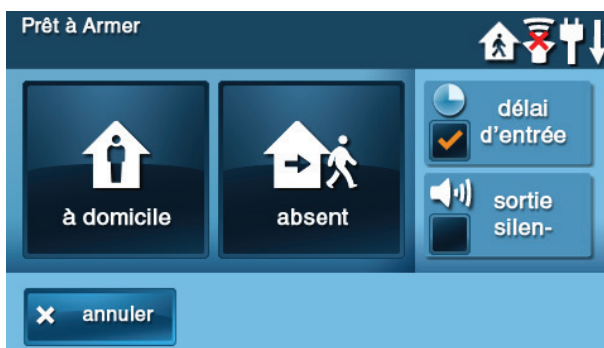 Prêt à Armer
à domicile
absent
délai
d'entrée
sortie
silen-
annuler